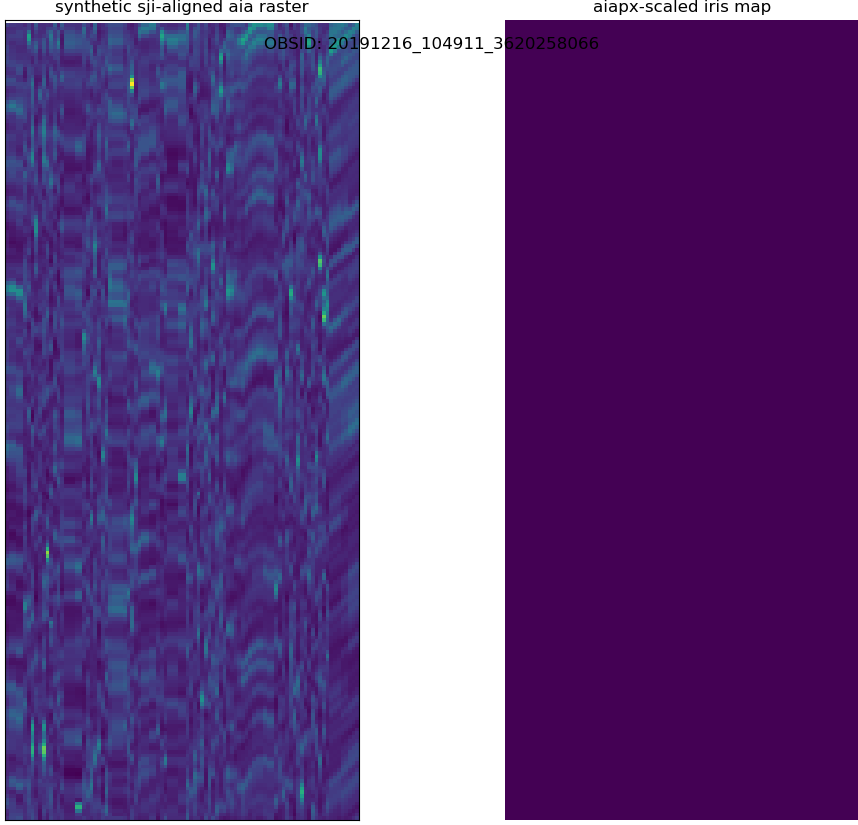 synthetic sji-aligned aia raster
aiapx-scaled iris map
OBSID: 20191216_104911_3620258066